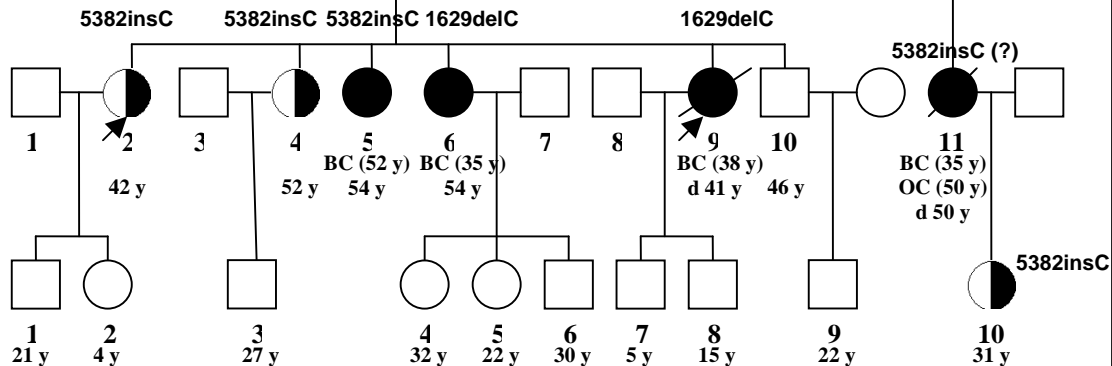 5382insC 5382insC 5382insC 1629delC 1629delC
5382insC (?)
1 2 3 4 5 6 7 8 9 10 11
BC (52 y) BC (35 y) BC (38 y) BC (35 y)
42 y 52 y 54 y 54 y d 41 y 46 y OC (50 y)
d 50 y
5382insC
1 2 3 4 5 6 7 8 9 10
21 y 4 y 27 y 32 y 22 y 30 y 5 y 15 y 22 y 31 y